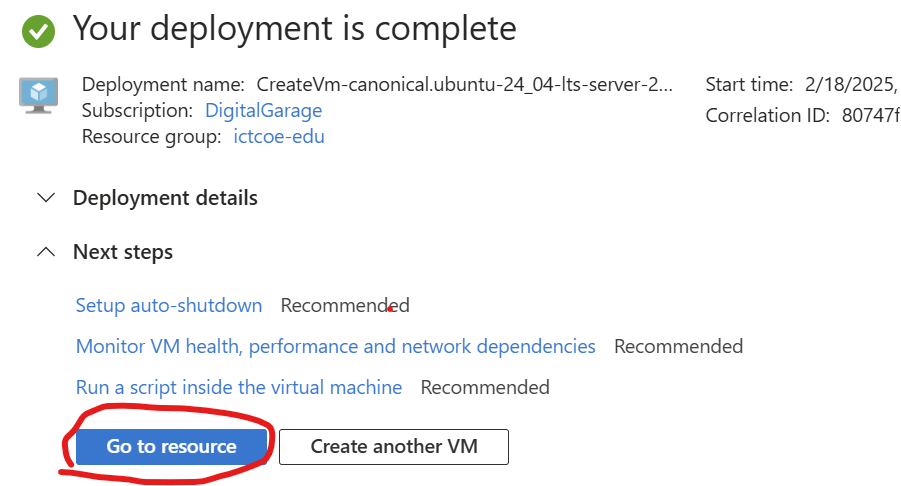 Your deployment is complete
Deployment name: CreateVm-canonical.ubuntu-24_04-lts-server-2... Start time: 2/18/2025,
Subscription: DigitalGarage Correlation ID: 80747f
Resource group: ictcoe-edu
Deployment details
Next steps
Setup auto-shutdown Recommended
Monitor VM health, performance and network dependencies Recommended
Run a script inside the virtual machine Recommended
Go to resource Create another VM